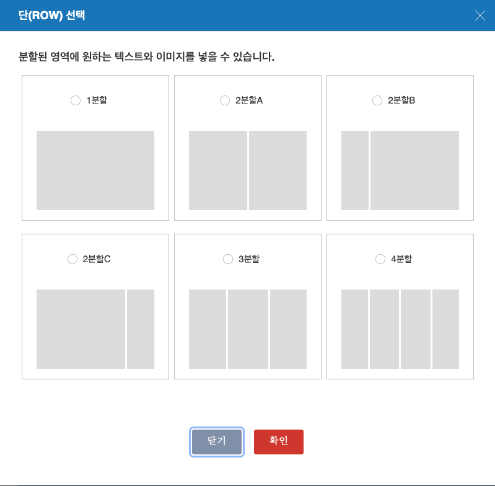 단(ROW) 선택
분할된 영역에 원하는 텍스트와 이미지를 넣을 수 있습니다.
1분할
2분할A
2분할B
2분할C
3분할
4분할
닫기
확인